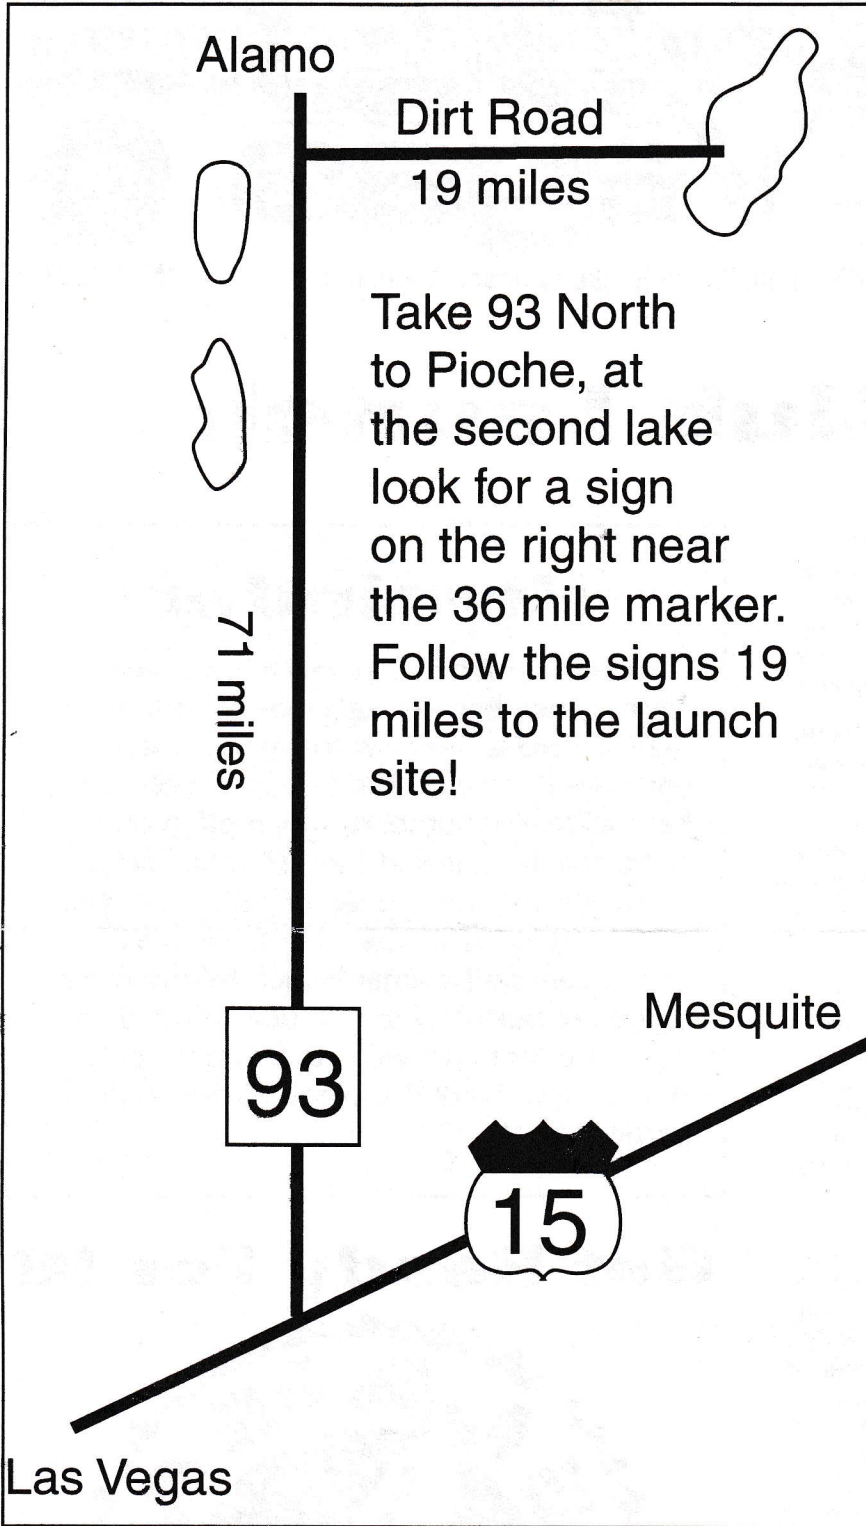 Alamo
Dirt Road
19 miles
Take 93 North
to Pioche, at
the second lake
look for a sign
on the right near
the 36 mile marker.
Follow the signs 19
miles to the launch
site!
71 miles
Mesquite
93
15
Las Vegas